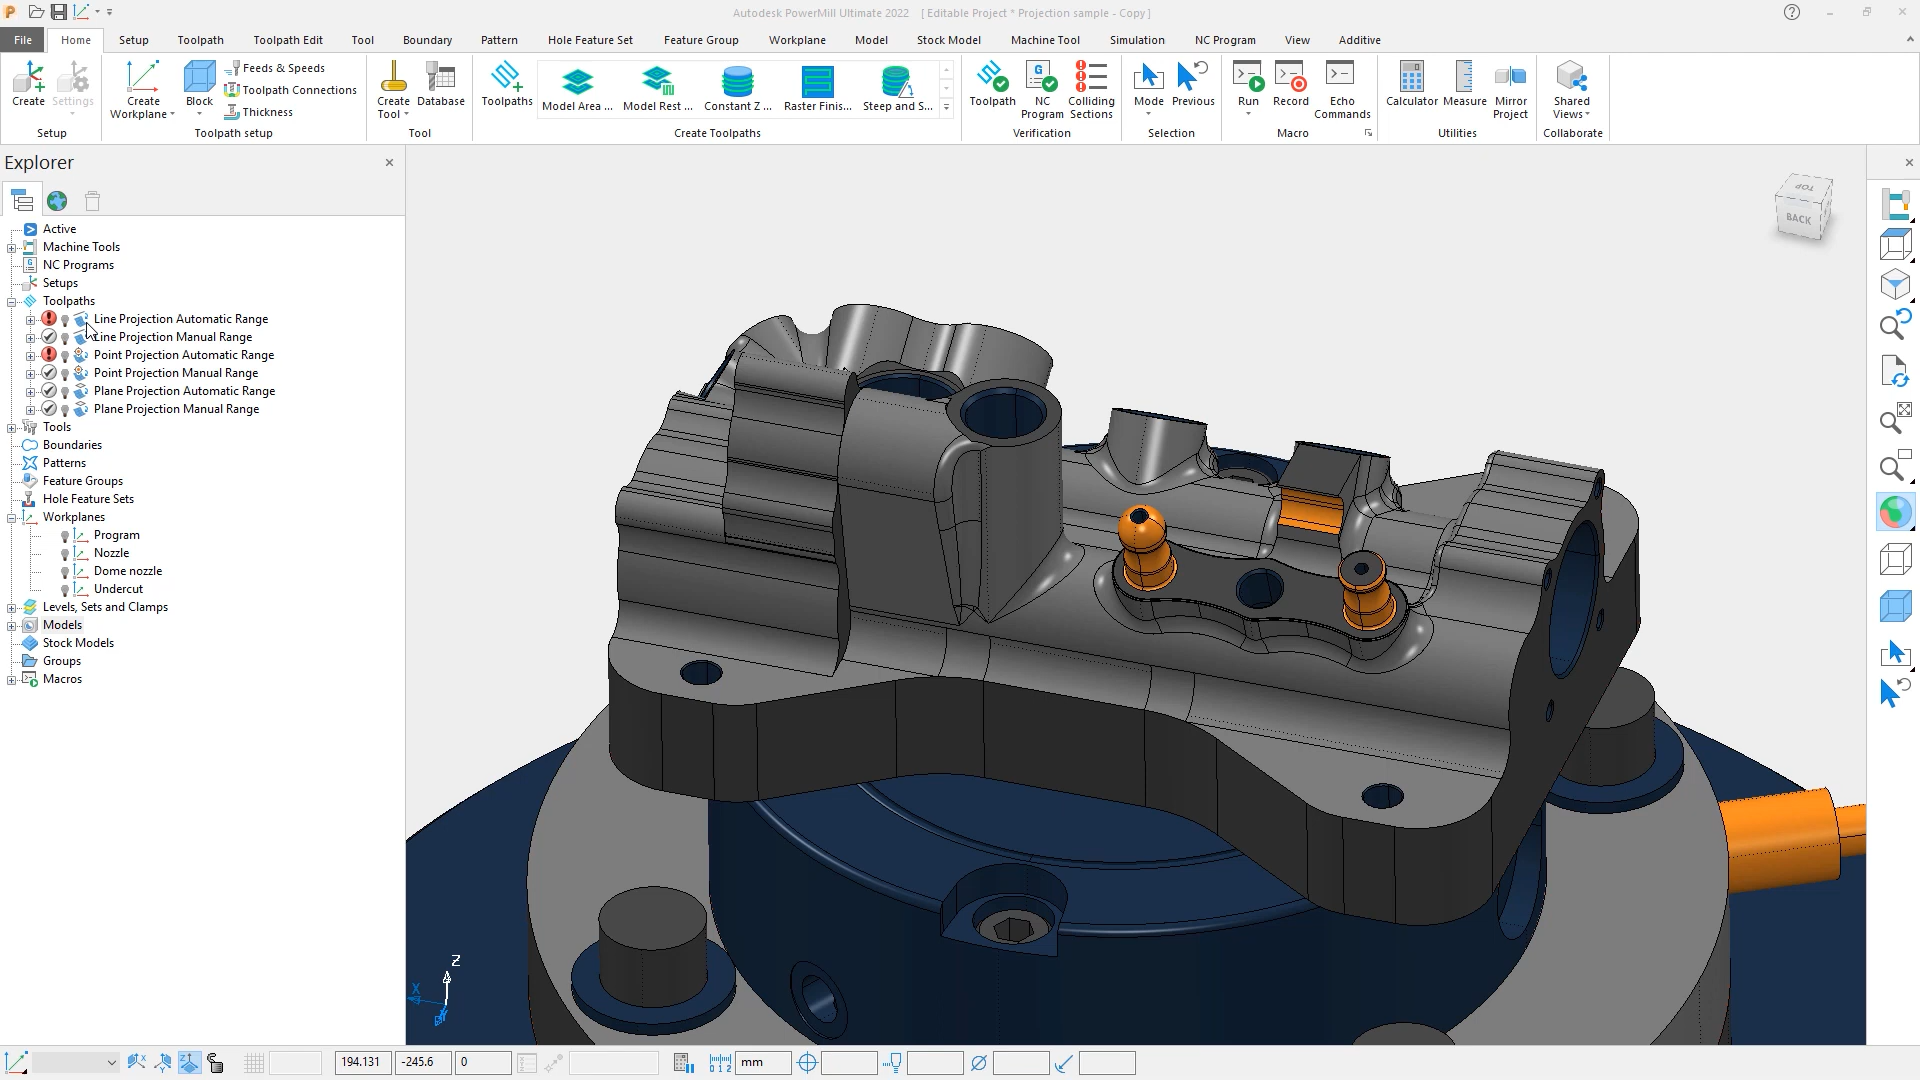 Autodesk PowerMill Ultimate 2022 [ Editable Project * Projection sample - Copy ]
File Home Setup Toolpath Toolpath Edit Tool Boundary Pattern Hole Feature Set Feature Group Workplane Model Stock Model Machine Tool Simulation NC Program View Additive
Create Settings
Setup
Create Workplane
Block
Feeds & Speeds
Toolpath Connections
Thickness
Toolpath setup
Create Tool
Database
Tool
Toolpaths
Model Area ...
Model Rest ...
Constant Z ...
Raster Finis...
Steep and S...
Create Toolpaths
Toolpath
NC Program
Colliding Sections
Verification
Mode
Previous
Selection
Run
Record
Echo Commands
Macro
Calculator
Measure
Mirror Project
Utilities
Shared Views
Collaborate
Explorer
Active
Machine Tools
NC Programs
Setups
Toolpaths
Line Projection Automatic Range
Line Projection Manual Range
Point Projection Automatic Range
Point Projection Manual Range
Plane Projection Automatic Range
Plane Projection Manual Range
Tools
Boundaries
Patterns
Feature Groups
Hole Feature Sets
Workplanes
Program
Nozzle
Dome nozzle
Undercut
Levels, Sets and Clamps
Models
Stock Models
Groups
Macros
TOP
BACK
Z
X
194.131 -245.6 0 mm